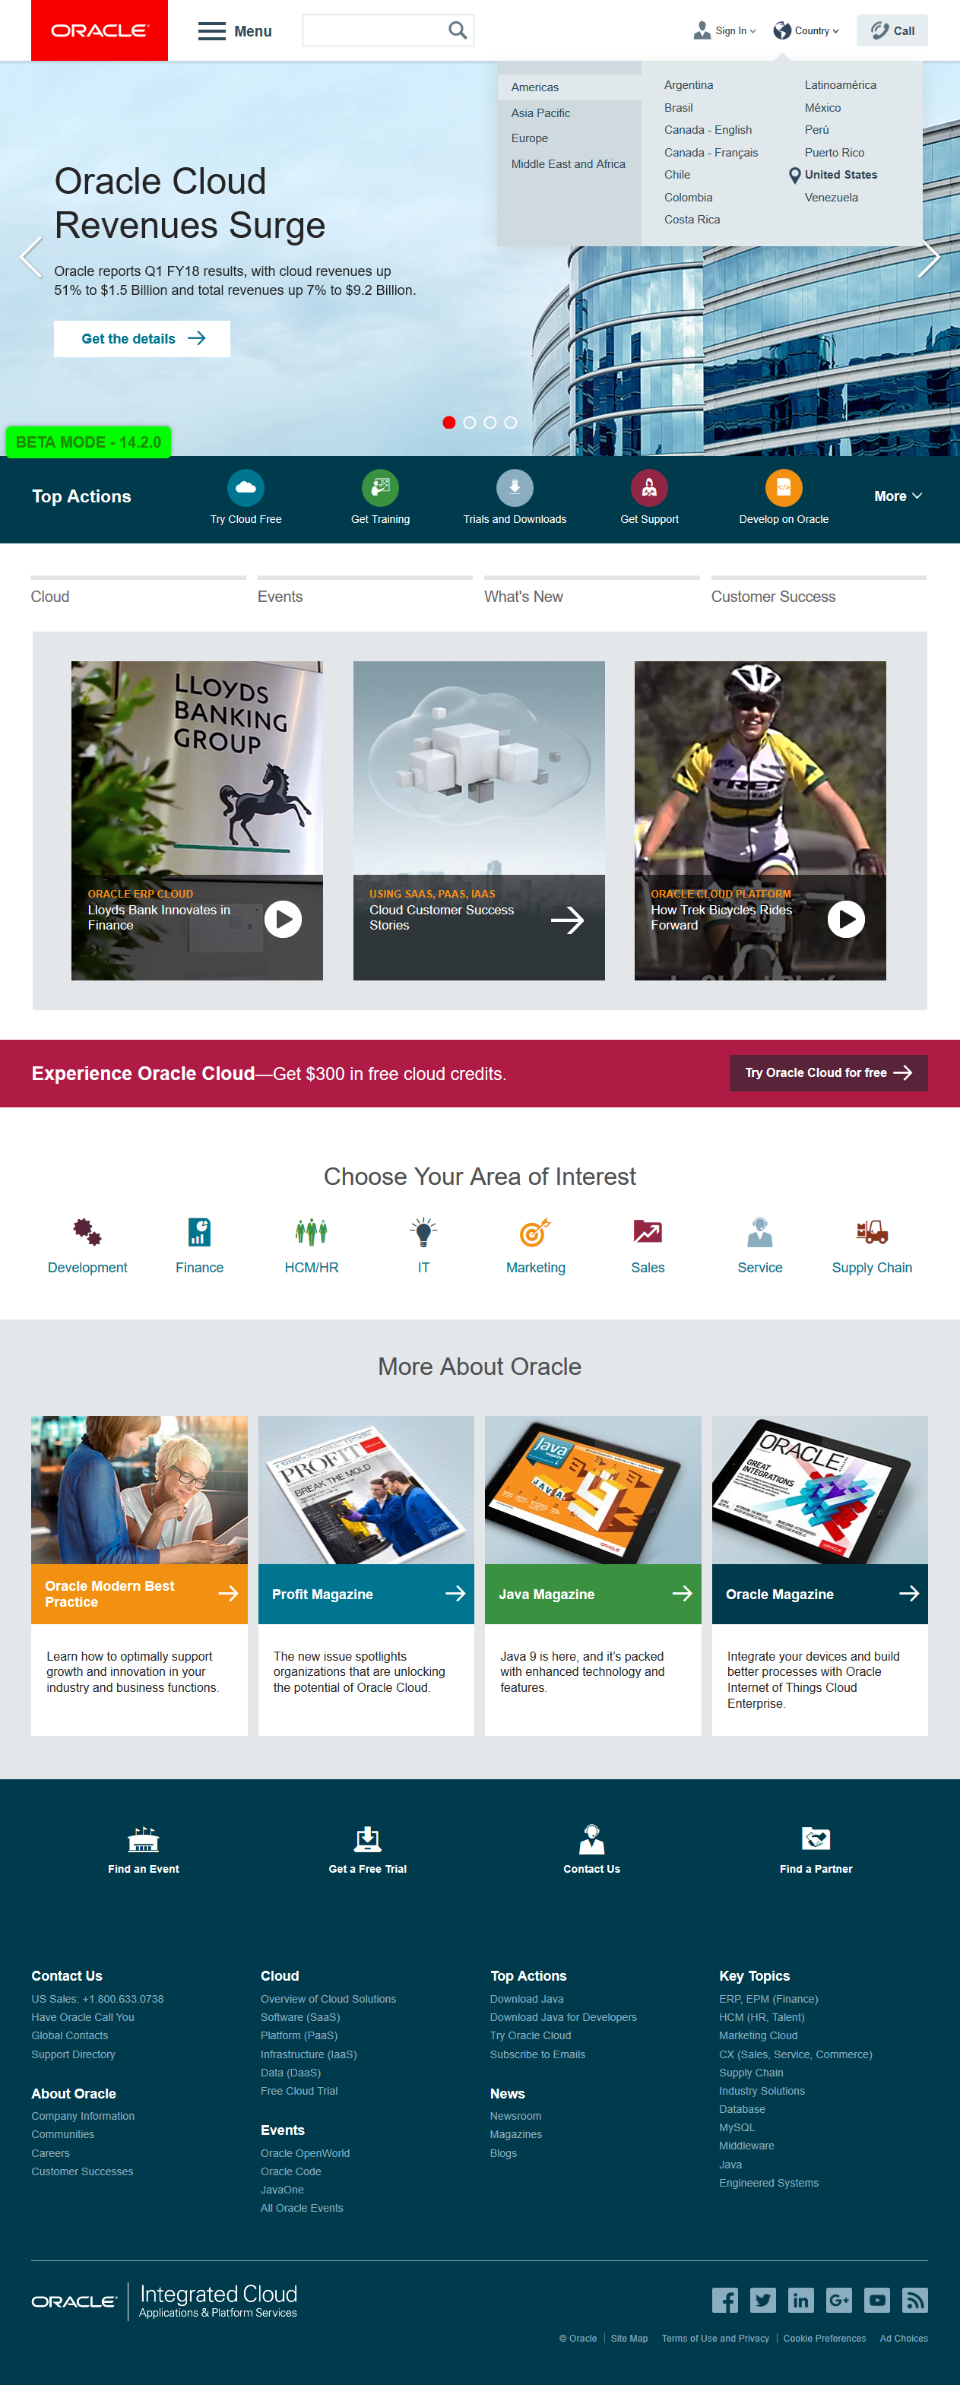 ORACLE
Menu
Sign In
Country
Call
Americas
Asia Pacific
Europe
Middle East and Africa
Argentina
Brasil
Canada - English
Canada - Français
Chile
Colombia
Costa Rica
Latinoamérica
México
Perú
Puerto Rico
United States
Venezuela
Oracle Cloud
Revenues Surge
Oracle reports Q1 FY18 results, with cloud revenues up
51% to $1.5 Billion and total revenues up 7% to $9.2 Billion.
Get the details
BETA MODE - 14.2.0
Top Actions
Try Cloud Free
Get Training
Trials and Downloads
Get Support
Develop on Oracle
More
Cloud
Events
What's New
Customer Success
LLOYDS
BANKING
GROUP
ORACLE ERP CLOUD
Lloyds Bank Innovates in
Finance
USING SAAS, PAAS, IAAS
Cloud Customer Success
Stories
TREK
ORACLE CLOUD PLATFORM
How Trek Bicycles Rides
Forward
Experience Oracle Cloud—Get $300 in free cloud credits.
Try Oracle Cloud for free
Choose Your Area of Interest
Development
Finance
HCM/HR
IT
Marketing
Sales
Service
Supply Chain
More About Oracle
PROFIT
BREAK THE MOLD
Java
JAVA
ORACLE
GREAT
INTEGRATIONS
Oracle Modern Best
Practice
Profit Magazine
Java Magazine
Oracle Magazine
Learn how to optimally support
growth and innovation in your
industry and business functions.
The new issue spotlights
organizations that are unlocking
the potential of Oracle Cloud.
Java 9 is here, and it's packed
with enhanced technology and
features.
Integrate your devices and build
better processes with Oracle
Internet of Things Cloud
Enterprise.
Find an Event
Get a Free Trial
Contact Us
Find a Partner
Contact Us
US Sales: +1.800.633.0738
Have Oracle Call You
Global Contacts
Support Directory
About Oracle
Company Information
Communities
Careers
Customer Successes
Cloud
Overview of Cloud Solutions
Software (SaaS)
Platform (PaaS)
Infrastructure (IaaS)
Data (DaaS)
Free Cloud Trial
Events
Oracle OpenWorld
Oracle Code
JavaOne
All Oracle Events
Top Actions
Download Java
Download Java for Developers
Try Oracle Cloud
Subscribe to Emails
News
Newsroom
Magazines
Blogs
Key Topics
ERP, EPM (Finance)
HCM (HR, Talent)
Marketing Cloud
CX (Sales, Service, Commerce)
Supply Chain
Industry Solutions
Database
MySQL
Middleware
Java
Engineered Systems
ORACLE
Integrated Cloud
Applications & Platform Services
© Oracle
Site Map
Terms of Use and Privacy
Cookie Preferences
Ad Choices